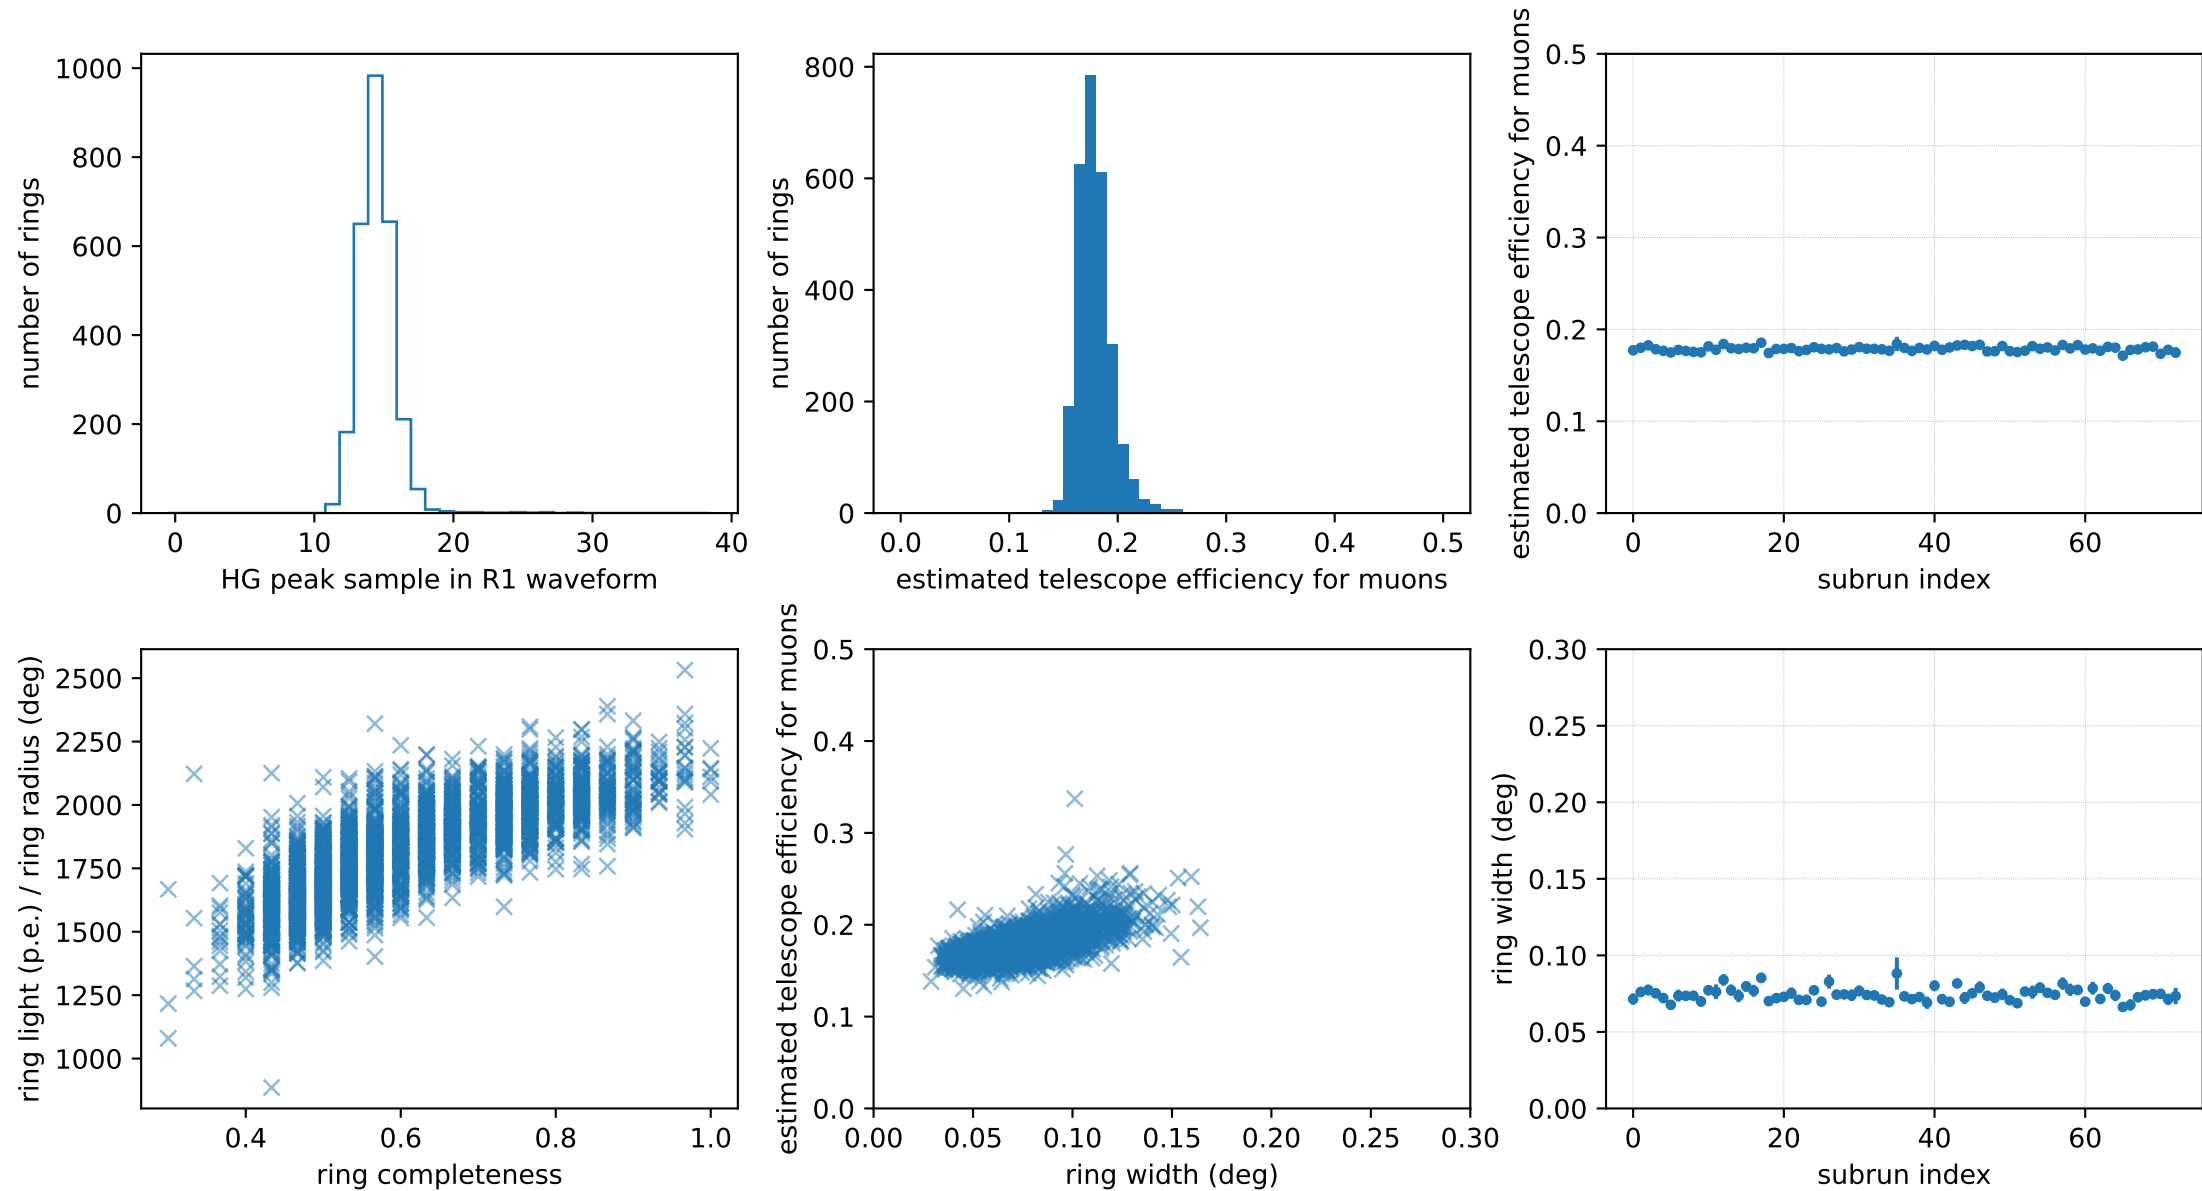 number of rings
1000
800
600
400
200
0
0 10 20 30 40
HG peak sample in R1 waveform
number of rings
800
600
400
200
0
0.0 0.1 0.2 0.3 0.4 0.5
estimated telescope efficiency for muons
estimated telescope efficiency for muons
0.5
0.4
0.3
0.2
0.1
0.0
0 20 40 60
subrun index
ring light (p.e.) / ring radius (deg)
2500
2250
2000
1750
1500
1250
1000
0.4 0.6 0.8 1.0
ring completeness
estimated telescope efficiency for muons
0.5
0.4
0.3
0.2
0.1
0.0
0.00 0.05 0.10 0.15 0.20 0.25 0.30
ring width (deg)
ring width (deg)
0.30
0.25
0.20
0.15
0.10
0.05
0.00
0 20 40 60
subrun index